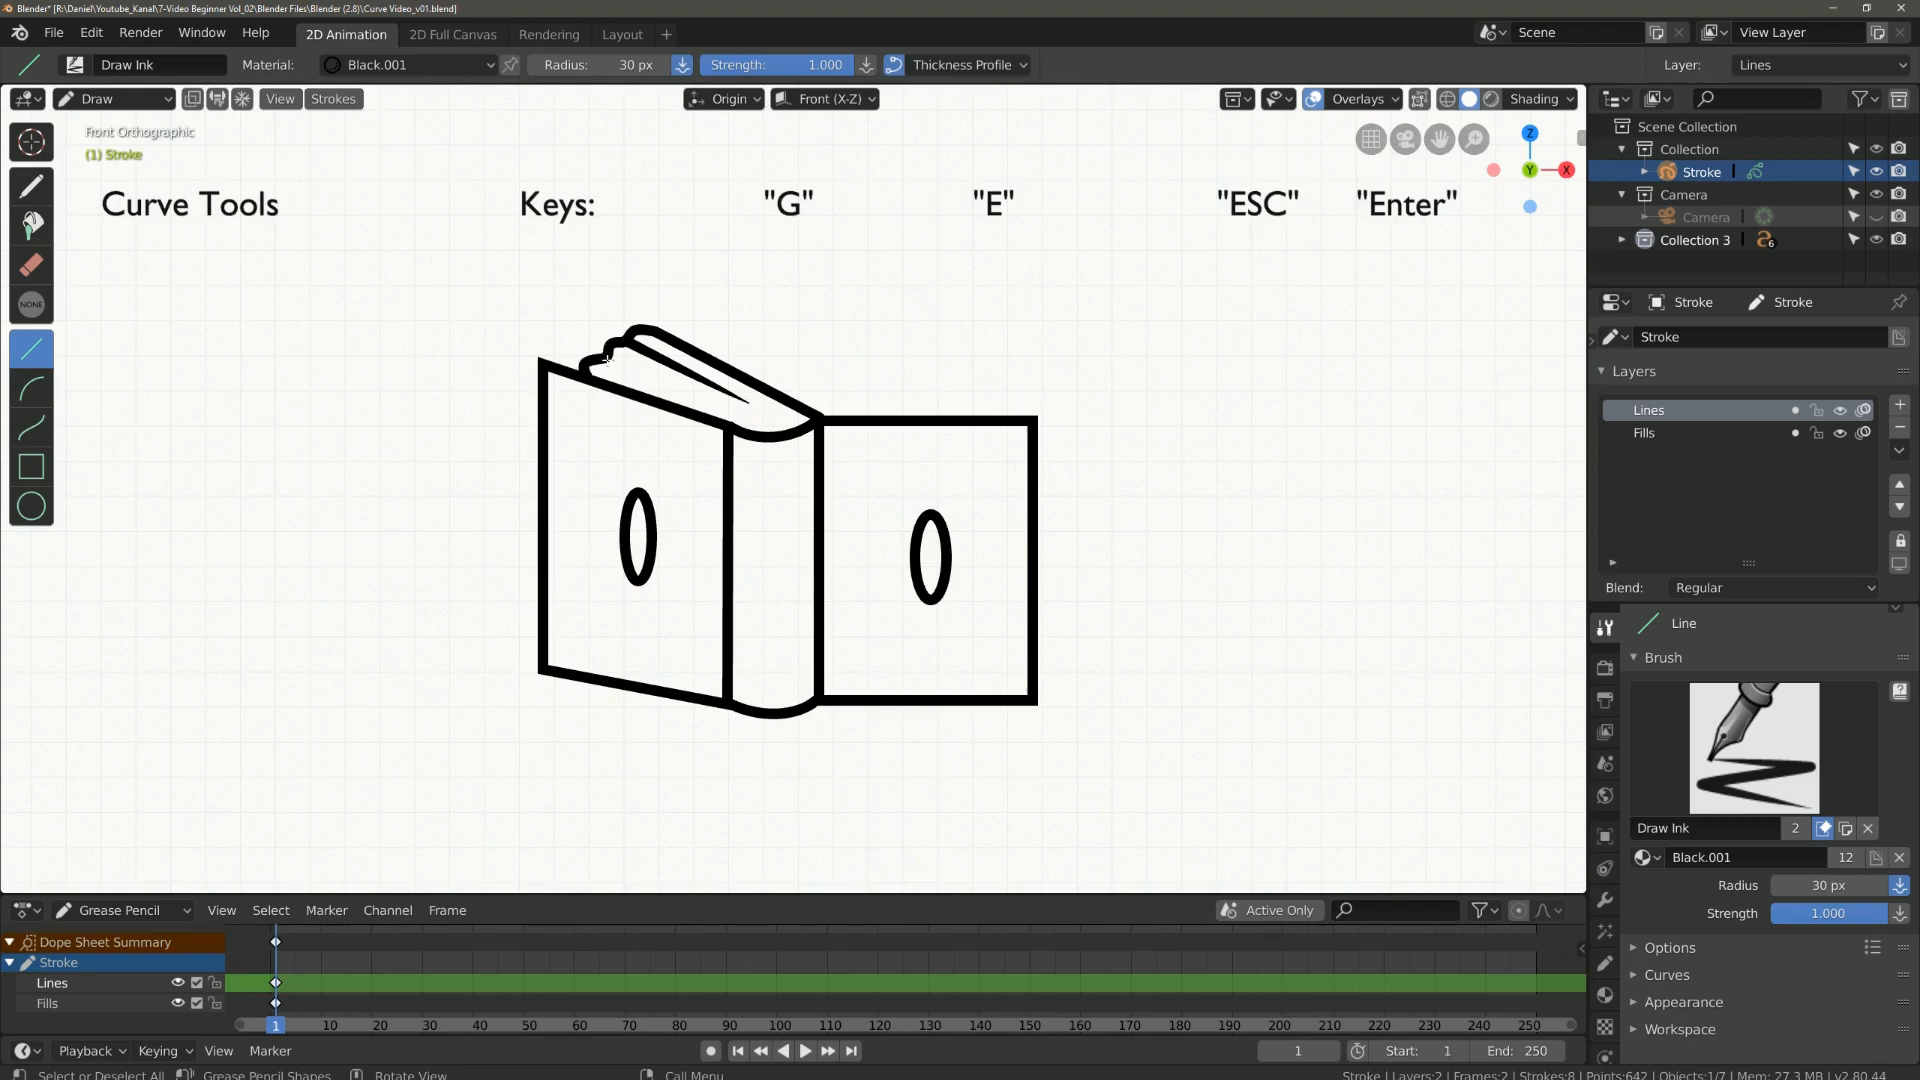 Blender* [R:\Daniel\Youtube_Kanal\7-Video Beginner Vol_02\Blender Files\Blender (2.8)\Curve Video_v01.blend]
File Edit Render Window Help 2D Animation 2D Full Canvas Rendering Layout + Scene View Layer
Draw Ink Material: Black.001 Radius: 30 px Strength: 1.000 Thickness Profile Layer: Lines
Draw View Strokes Origin Front (X-Z) Overlays Shading
Front Orthographic
(1) Stroke
Z
Y X
Curve Tools Keys: "G" "E" "ESC" "Enter"
NONE
Scene Collection
Collection
Stroke
Camera
Camera
Collection 3 6
Stroke Stroke
Stroke
Layers
Lines
Fills
Blend: Regular
Line
Brush
Draw Ink 2
Black.001 12
Radius 30 px
Strength 1.000
Options
Curves
Appearance
Workspace
Grease Pencil View Select Marker Channel Frame Active Only
Dope Sheet Summary
Stroke
Lines
Fills
1 10 20 30 40 50 60 70 80 90 100 110 120 130 140 150 160 170 180 190 200 210 220 230 240 250
Playback Keying View Marker 1 Start: 1 End: 250
Select or Deselect All Grease Pencil Shapes Rotate View Call Menu Stroke | Layers:2 | Frames:2 | Strokes:8 | Points:642 | Objects:1/7 | Mem: 27.3 MB | v2.80.44